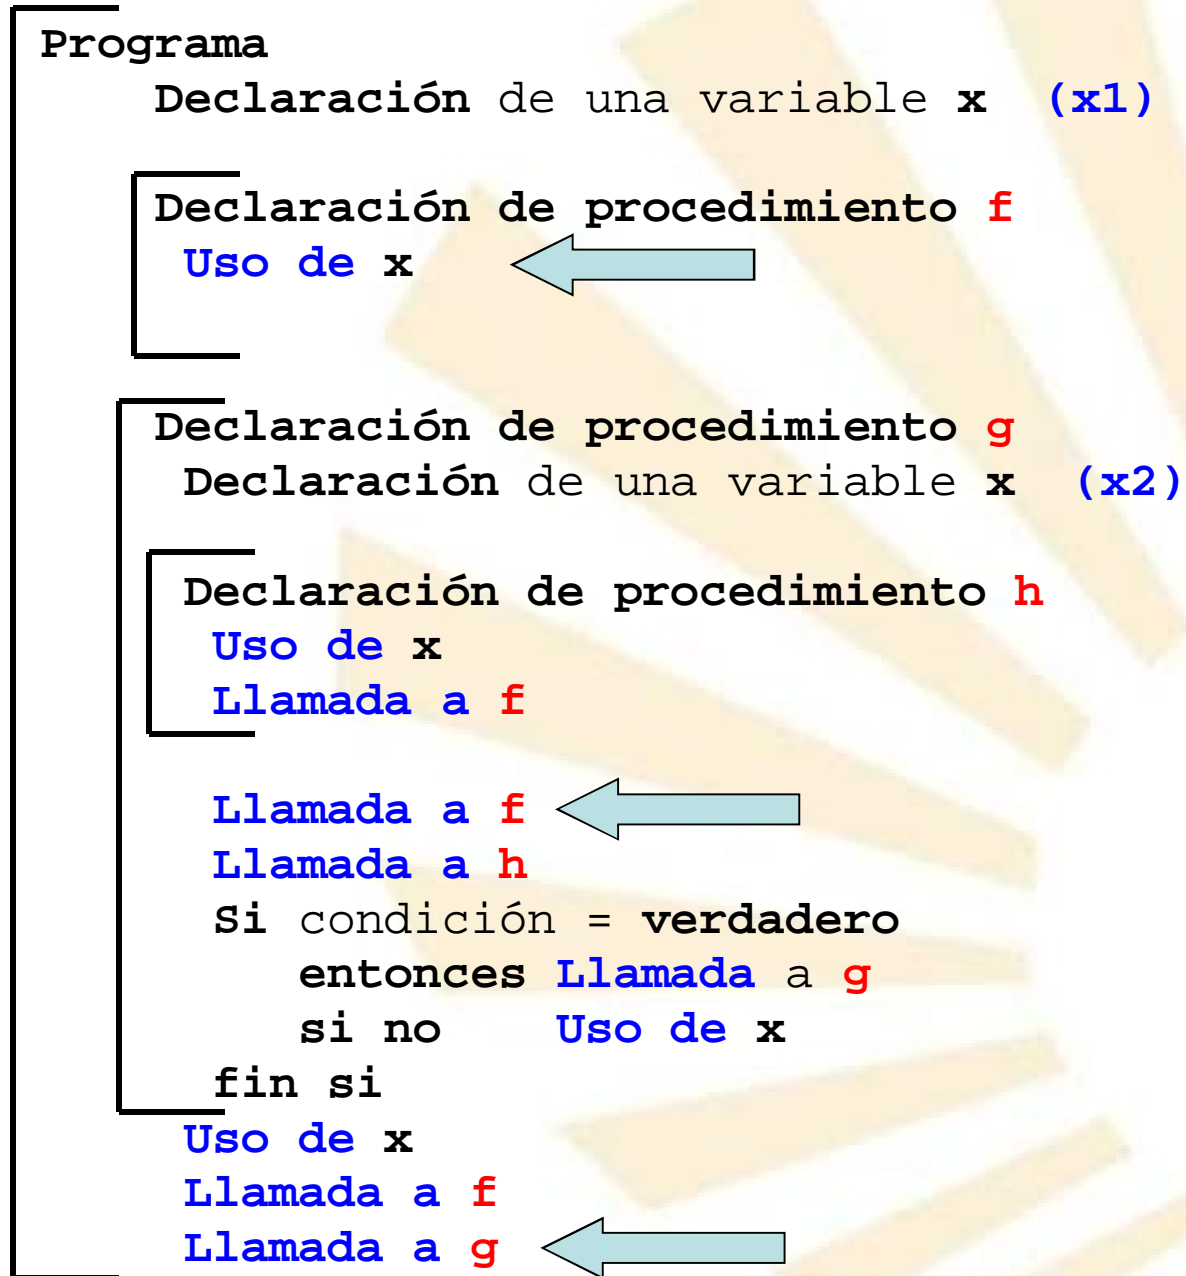 Programa
Declaración de una variable x (x1)
Declaración de procedimiento f
Uso de x
Declaración de procedimiento g
Declaración de una variable x (x2)
Declaración de procedimiento h
Uso de x
Llamada a f
Llamada a f
Llamada a h
Si condición = verdadero
entonces Llamada a g
si no Uso de x
fin si
Uso de x
Llamada a f
Llamada a g